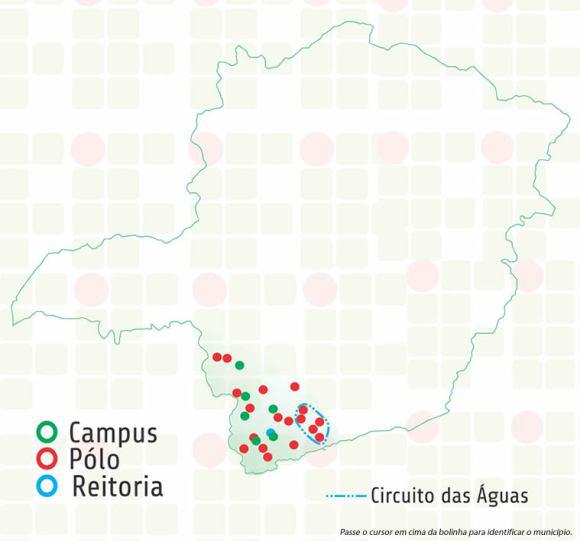 Campus
Pólo
Reitoria
Circuito das Águas
Passe o cursor em cima da bolinha para identificar o município.